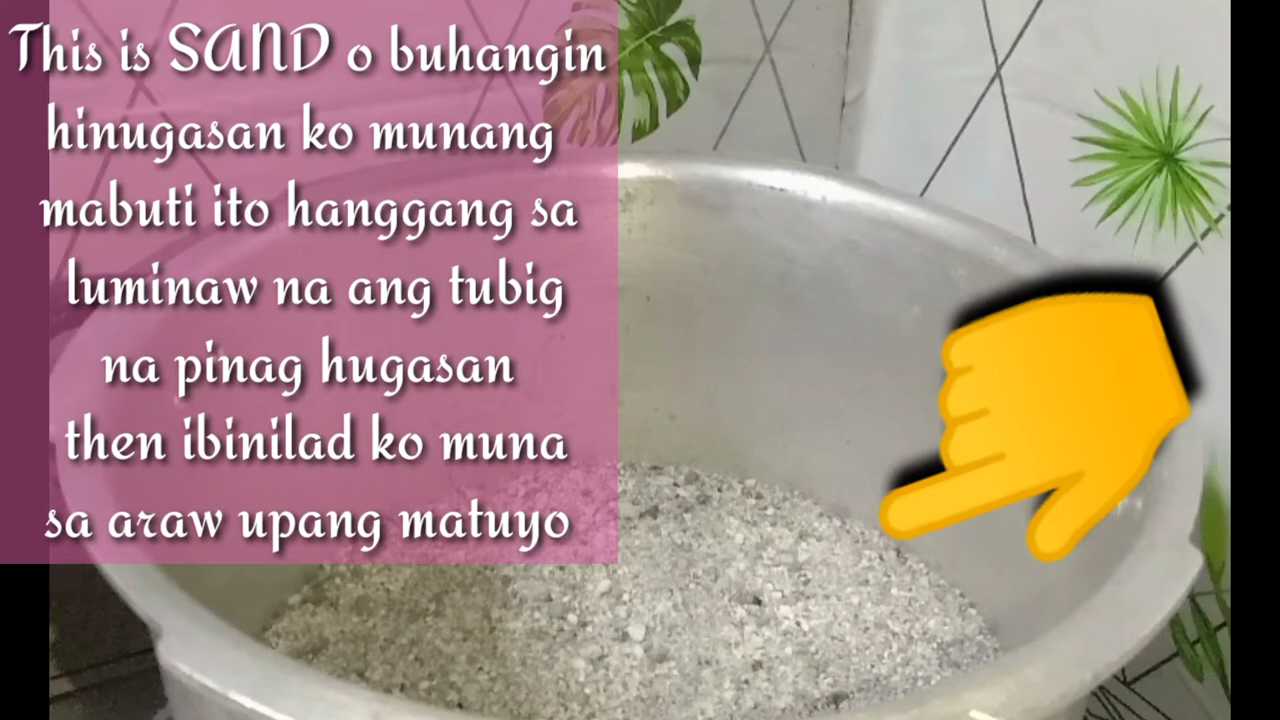 This is SAND o buhangin
hinugasan ko munang
mabuti ito hanggang sa
luminaw na ang tubig
na pinag hugasan
then ibinilad ko muna
sa araw upang matuyo